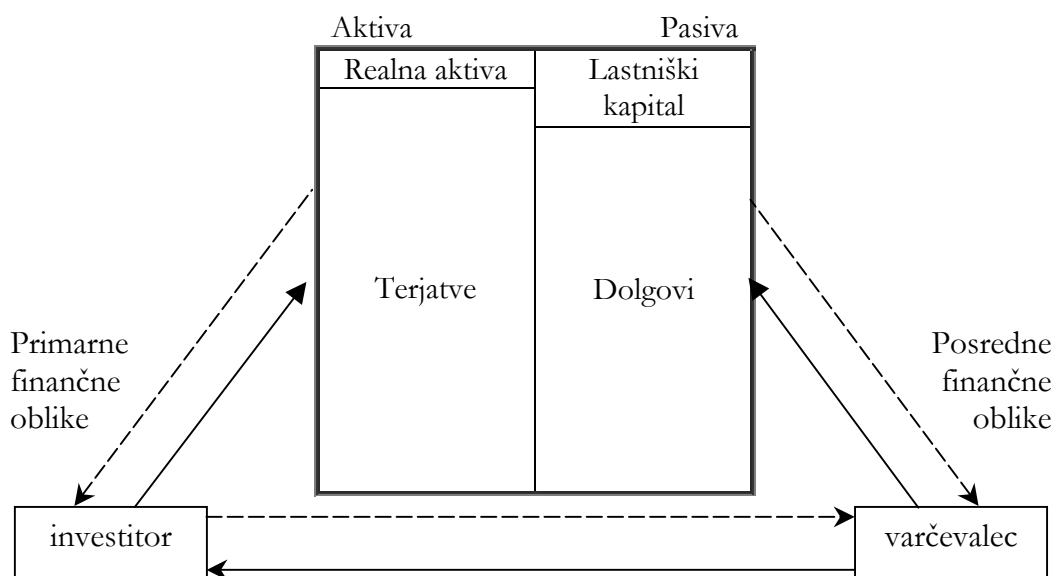 Aktiva
Pasiva
Realna aktiva
Lastniški
kapital
Terjatve
Dolgovi
Primarne
finančne
oblike
Posredne
finančne
oblike
investitor
varčevalec